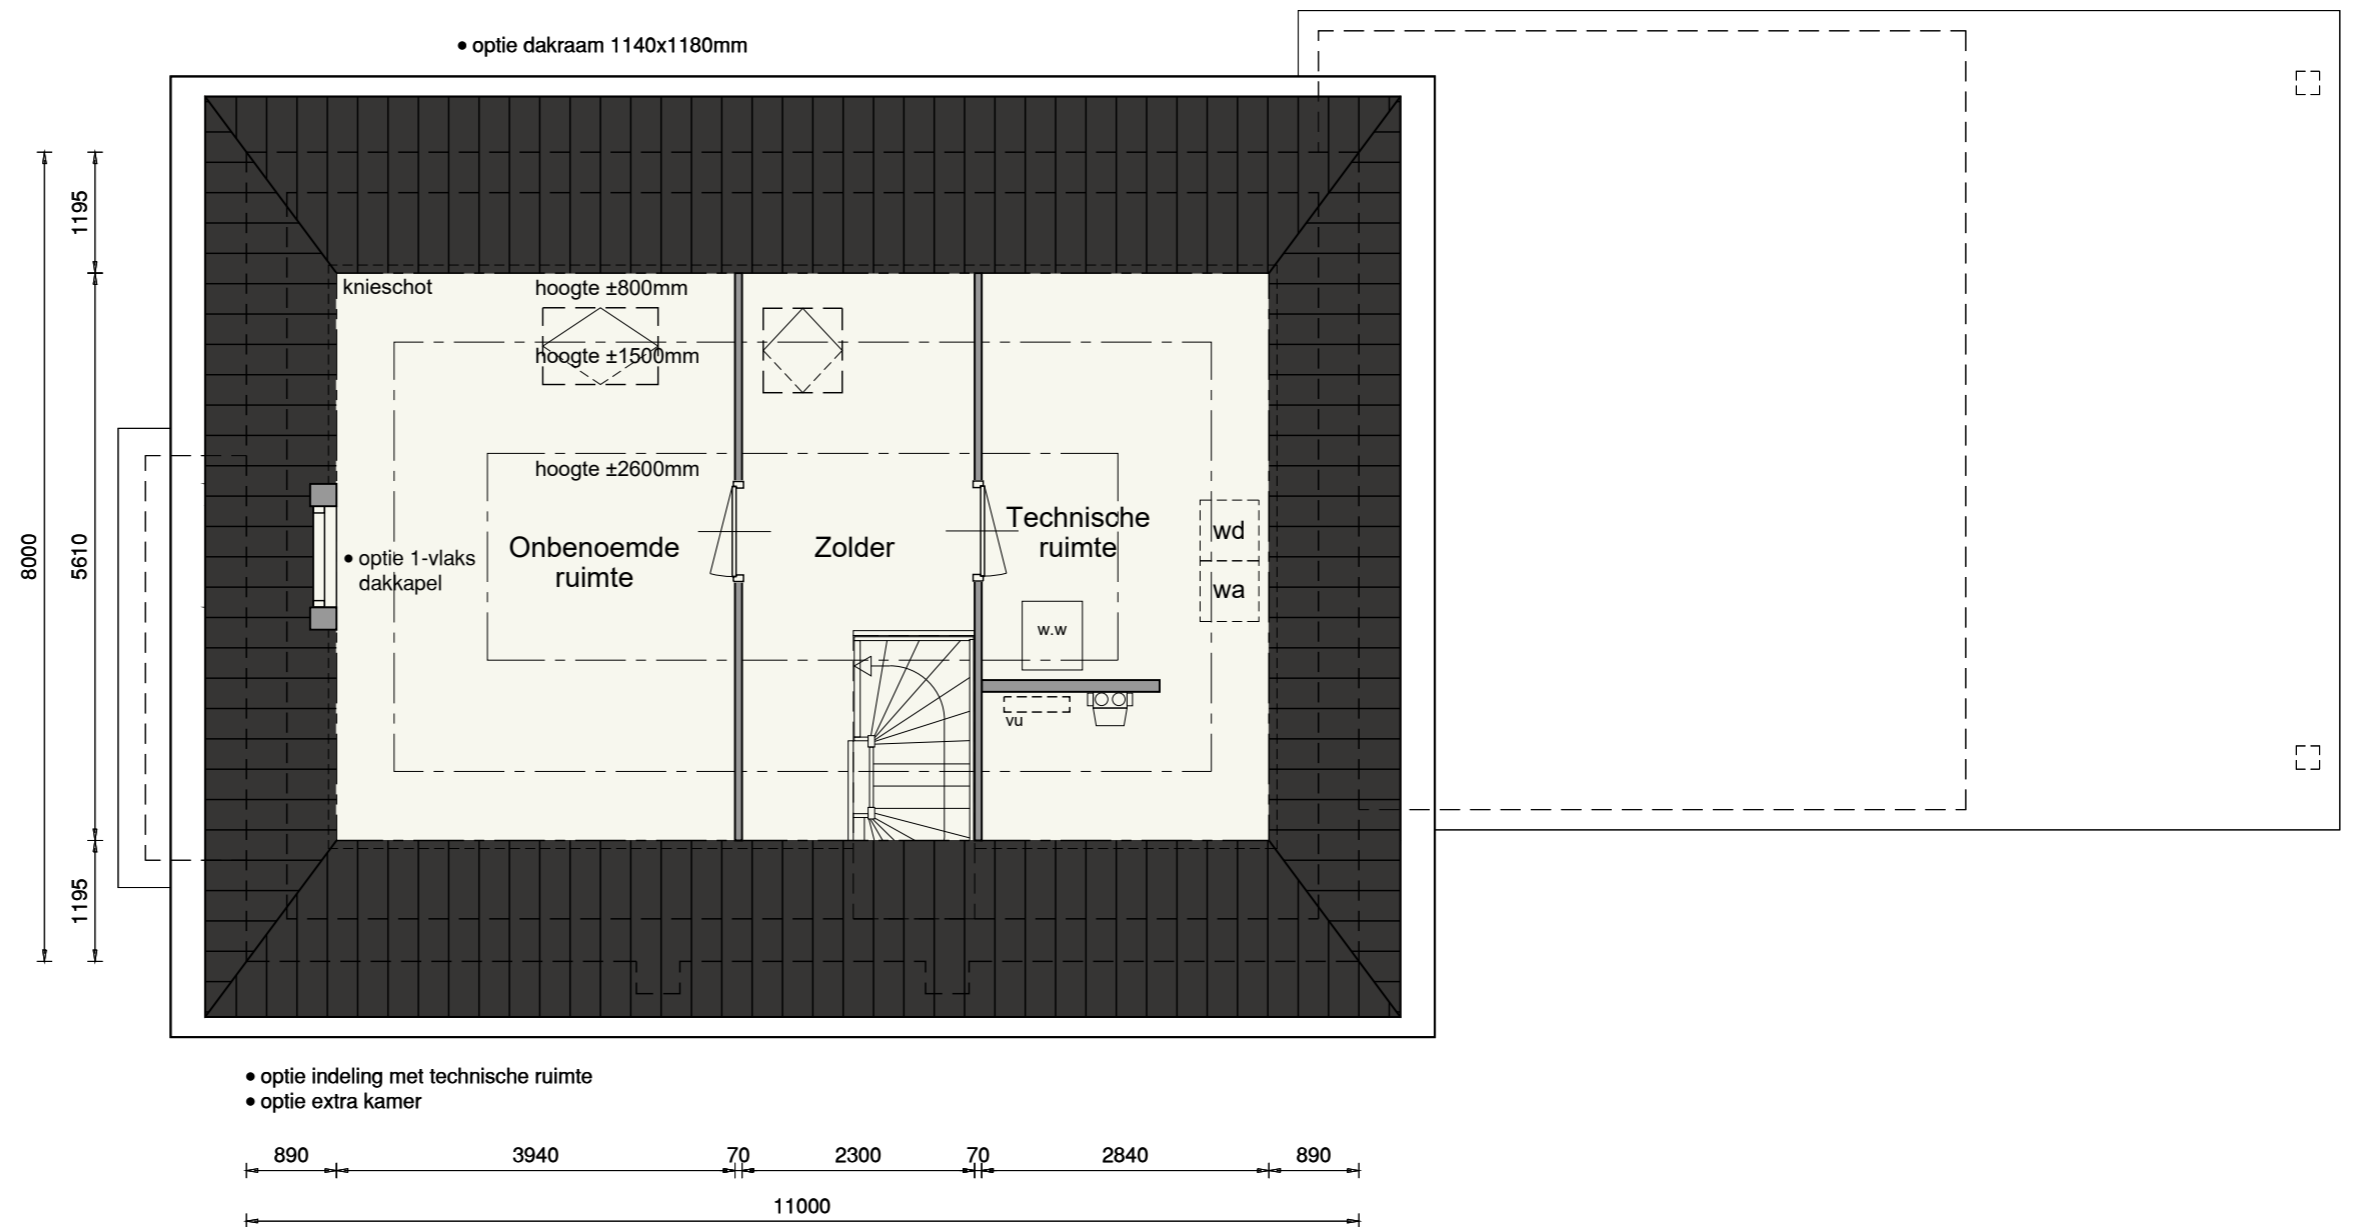 • optie dakraam 1140x1180mm
1195
knieschot
hoogte ±800mm
hoogte ±1500mm
hoogte ±2600mm
8000
5610
• optie 1-vlaks
dakkapel
Onbenoemde
ruimte
Zolder
Technische
ruimte
wd
wa
w.w
vu
1195
• optie indeling met technische ruimte
• optie extra kamer
890
3940
70
2300
70
2840
890
11000